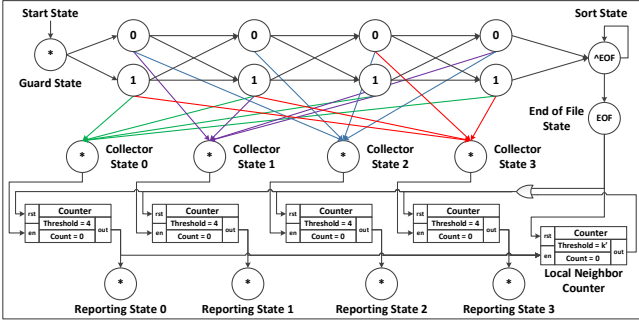 Start State
Sort State
0 0 0 0
*
^EOF
Guard State
1 1 1 1
End of File
State
EOF
* Collector State 0
* Collector State 1
* Collector State 2
* Collector State 3
rst Counter
en Threshold = 4 out
Count = 0
rst Counter
en Threshold = 4 out
Count = 0
rst Counter
en Threshold = 4 out
Count = 0
rst Counter
en Threshold = 4 out
Count = 0
rst Counter
en Threshold = k' out
Count = 0
Local Neighbor
Counter
* * * *
Reporting State 0
Reporting State 1
Reporting State 2
Reporting State 3